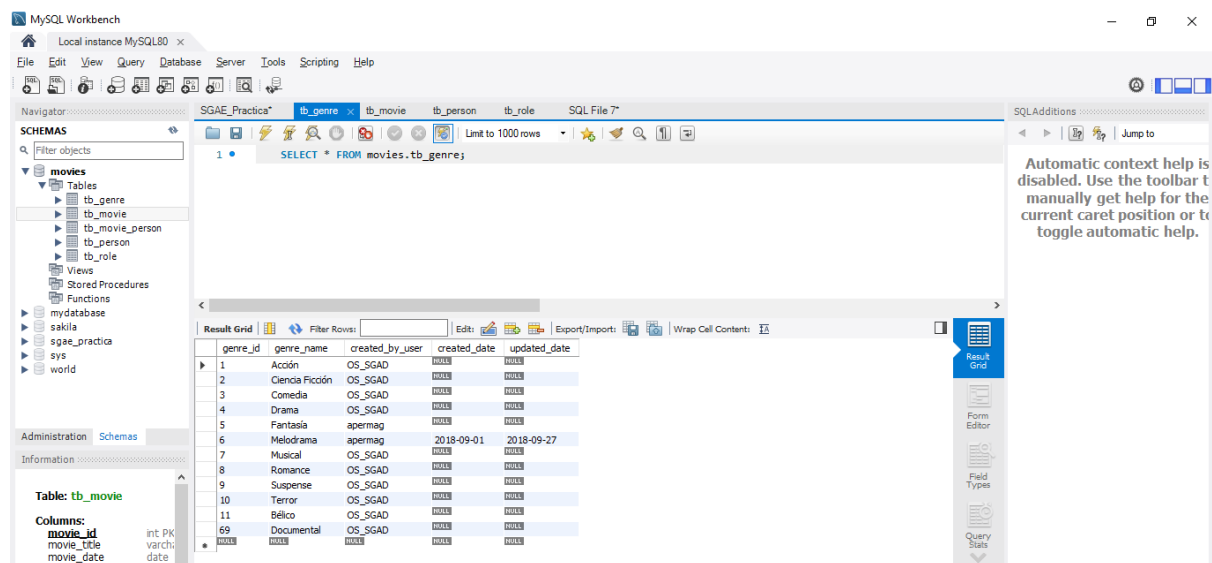 MySQL Workbench
Local instance MySQL80 ×
File Edit View Query Database Server Tools Scripting Help
Navigator
SCHEMAS
Filter objects
movies
Tables
tb_genre
tb_movie
tb_movie_person
tb_person
tb_role
Views
Stored Procedures
Functions
mydatabase
sakila
sgae_practica
sys
world
Administration Schemas
Information
Table: tb_movie
Columns:
movie_id int PK
movie_title varcha
movie_date date
SGAE_Practica* tb_genre × tb_movie tb_person tb_role SQL File 7*
Limit to 1000 rows
1 SELECT * FROM movies.tb_genre;
Result Grid Filter Rows: Edit: Export/Import: Wrap Cell Content: IA
genre_id genre_name created_by_user created_date updated_date
1 Acción OS_SGAD NULL NULL
2 Ciencia Ficción OS_SGAD NULL NULL
3 Comedia OS_SGAD NULL NULL
4 Drama OS_SGAD NULL NULL
5 Fantasía apermag NULL NULL
6 Melodrama apermag 2018-09-01 2018-09-27
7 Musical OS_SGAD NULL NULL
8 Romance OS_SGAD NULL NULL
9 Suspense OS_SGAD NULL NULL
10 Terror OS_SGAD NULL NULL
11 Bélico OS_SGAD NULL NULL
69 Documental OS_SGAD NULL NULL
NULL NULL NULL NULL NULL
Result
Grid
Form
Editor
Field
Types
Query
Stats
SQLAdditions
Jump to
Automatic context help is
disabled. Use the toolbar t
manually get help for the
current caret position or to
toggle automatic help.